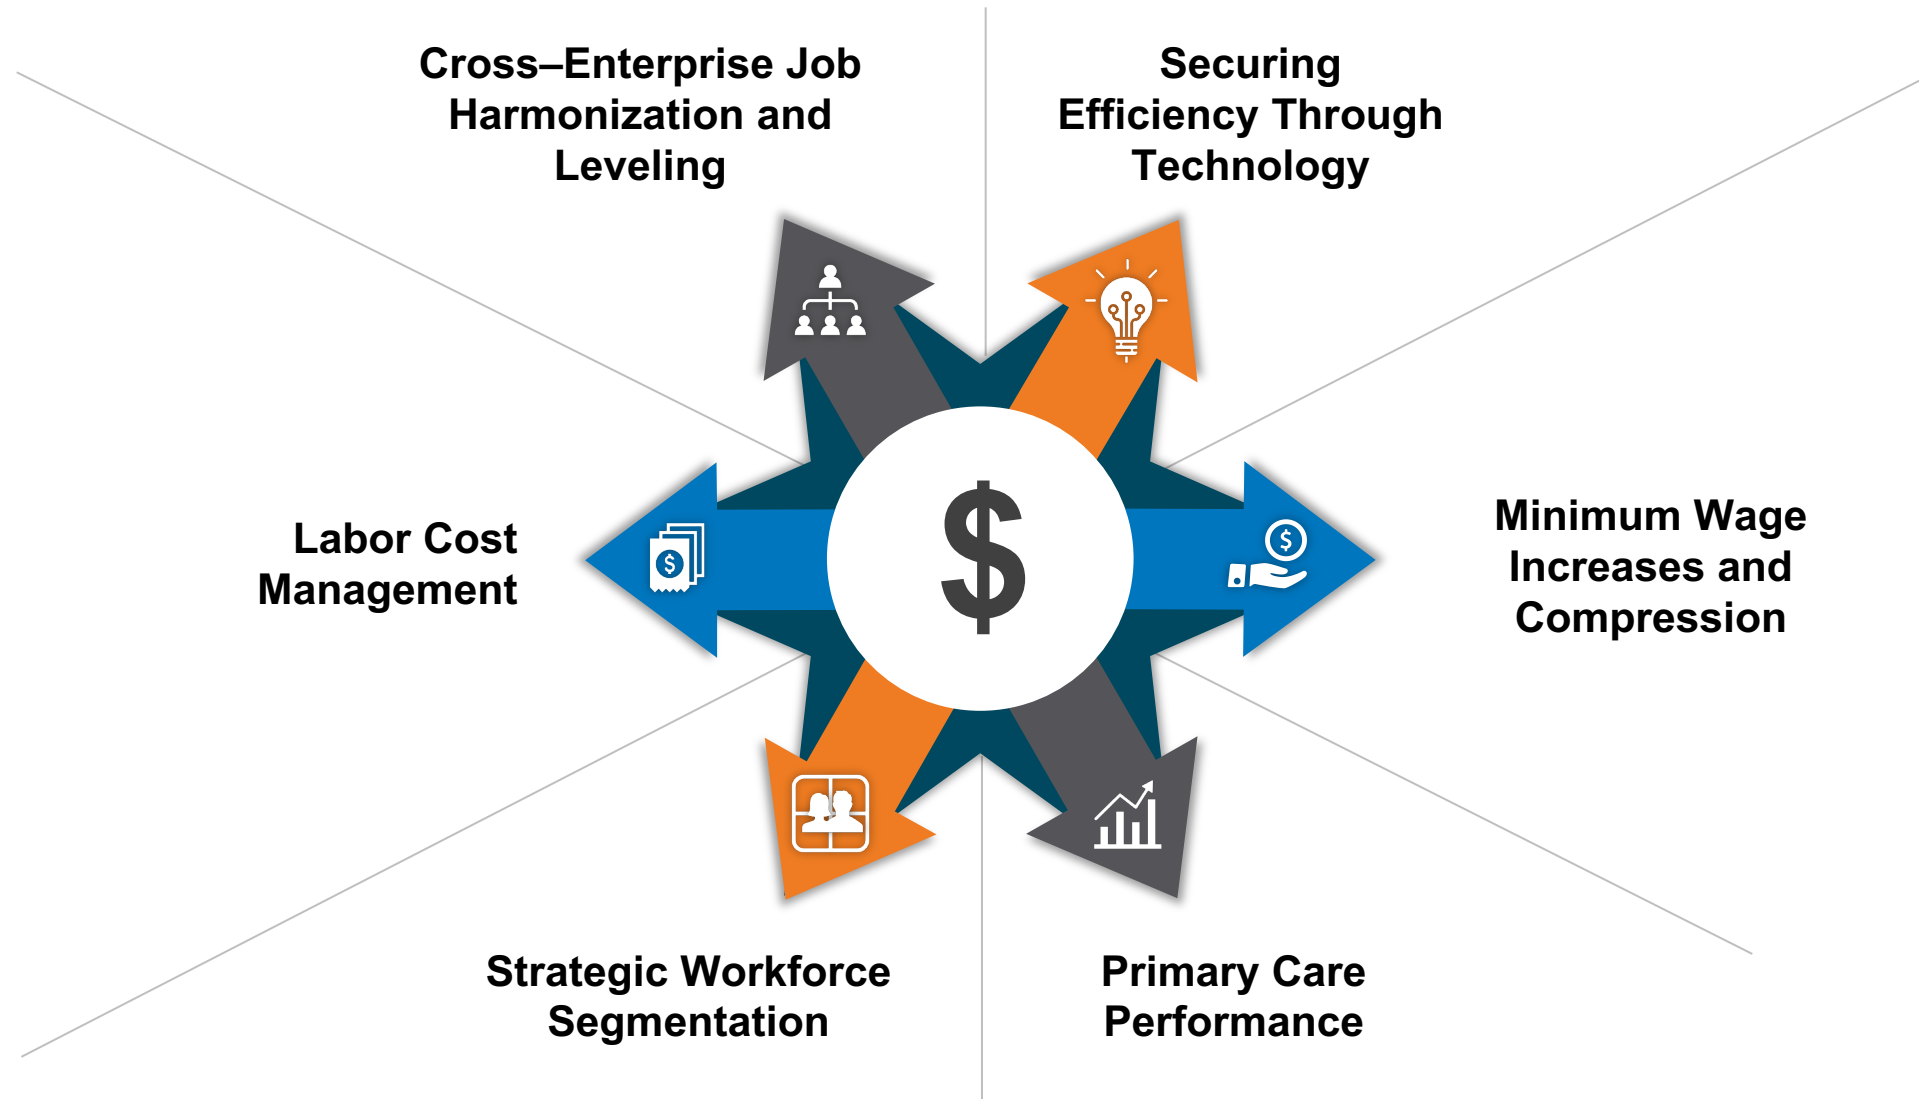 Cross–Enterprise Job
Harmonization and
Leveling
Securing
Efficiency Through
Technology
Labor Cost
Management
$
$
$
Minimum Wage
Increases and
Compression
Strategic Workforce
Segmentation
Primary Care
Performance